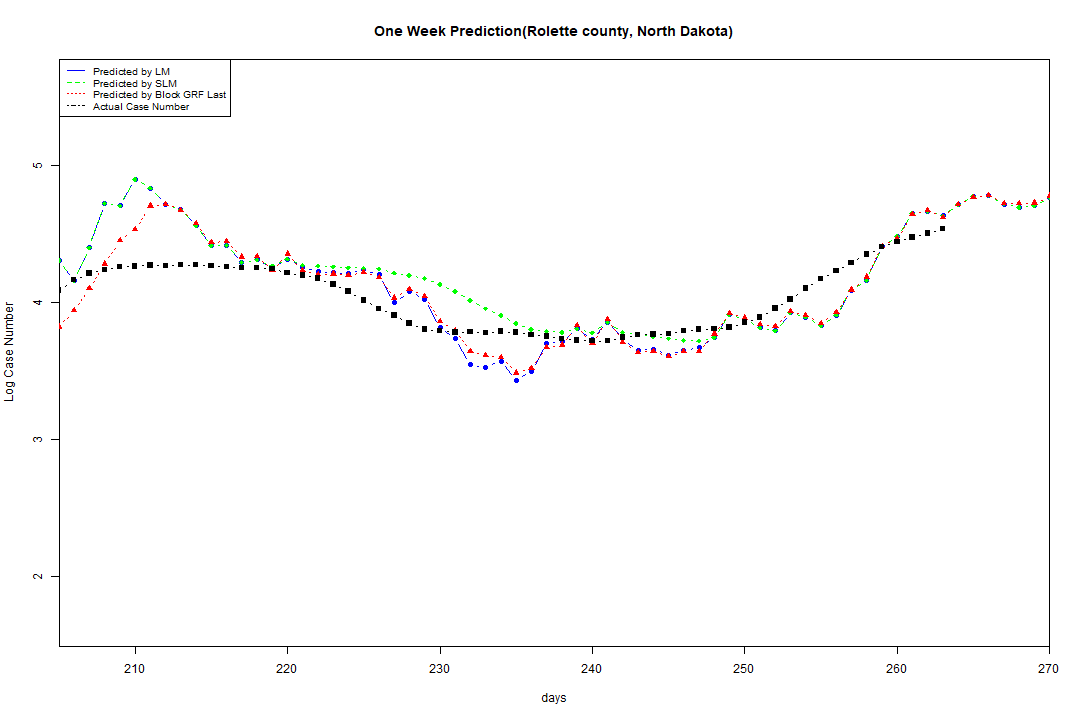 One Week Prediction(Rolette county, North Dakota)
Predicted by LM
Predicted by SLM
Predicted by Block GRF Last
Actual Case Number
5
4
3
2
Log Case Number
210 220 230 240 250 260 270
days